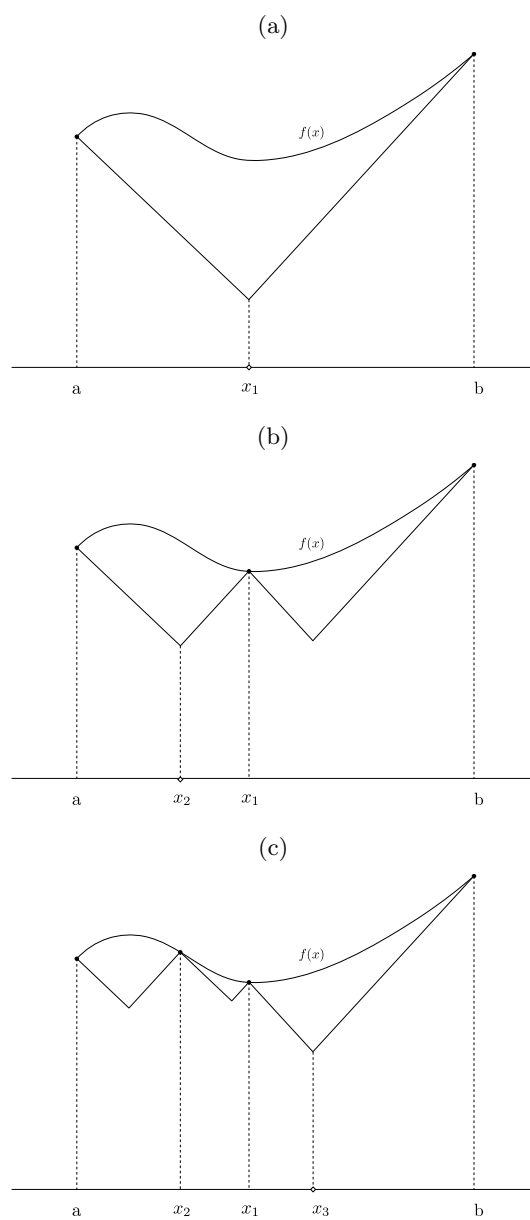 (a)
f(x)
a x₁ b
(b)
f(x)
a x₂ x₁ b
(c)
f(x)
a x₂ x₁ x₃ b